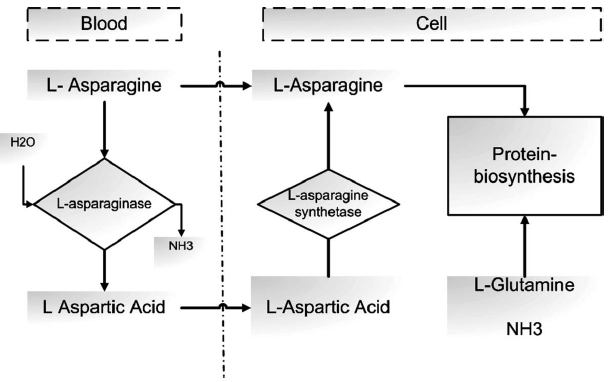 Blood
Cell
L- Asparagine
L-Asparagine
H2O
L-asparaginase
NH3
L-asparagine
synthetase
Protein-
biosynthesis
L Aspartic Acid
L-Aspartic Acid
L-Glutamine
NH3